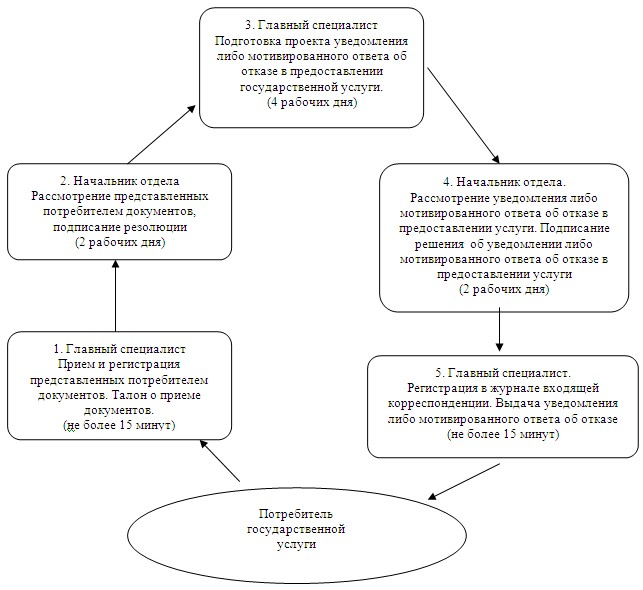 3. Главный специалист
Подготовка проекта уведомления
либо мотивированного ответа об
отказе в предоставлении
государственной услуги.
(4 рабочих дня)
2. Начальник отдела
Рассмотрение представленных
потребителем документов,
подписание резолюции
(2 рабочих дня)
4. Начальник отдела.
Рассмотрение уведомления либо
мотивированного ответа об отказе в
предоставлении услуги. Подписание
решения об уведомлении либо
мотивированного ответа об отказе в
предоставлении услуги
(2 рабочих дня)
1. Главный специалист
Прием и регистрация
представленных потребителем
документов. Талон о приеме
документов.
(не более 15 минут)
5. Главный специалист.
Регистрация в журнале входящей
корреспонденции. Выдача уведомления
либо мотивированного ответа об отказе
(не более 15 минут)
Потребитель
государственной
услуги